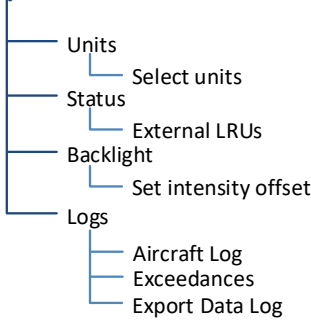 Units
Select units
Status
External LRUs
Backlight
Set intensity offset
Logs
Aircraft Log
Exceedances
Export Data Log